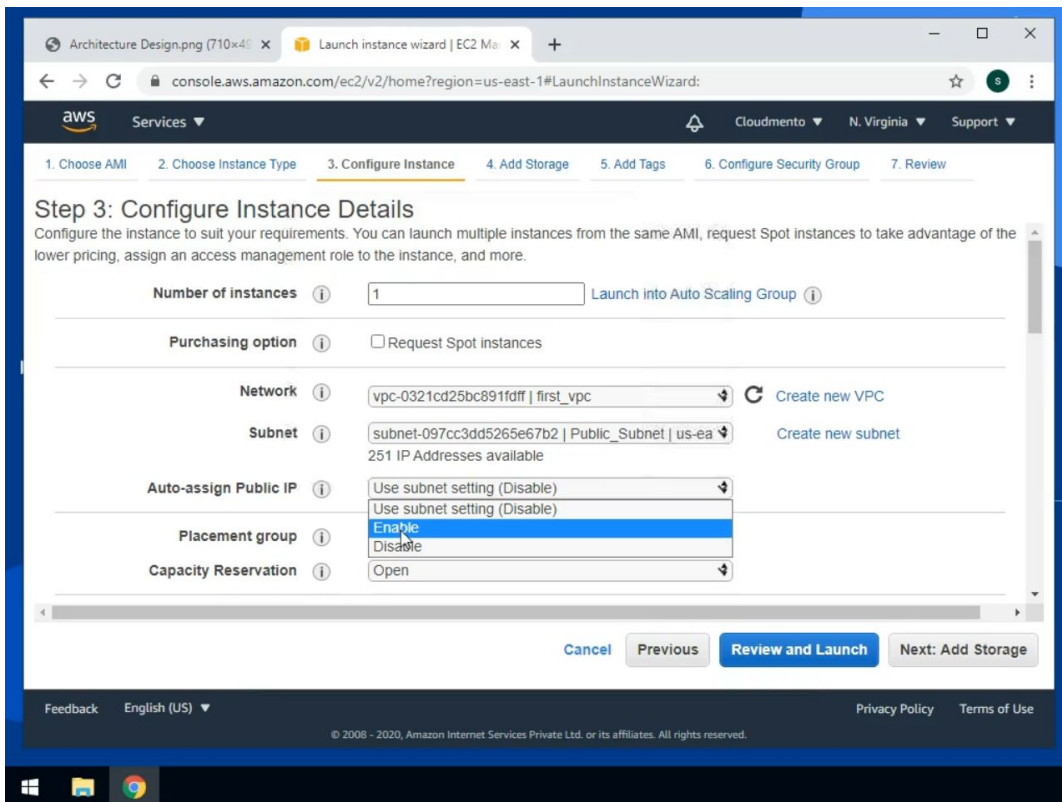 Architecture Design.png (710×49
Launch instance wizard | EC2 Ma
console.aws.amazon.com/ec2/v2/home?region=us-east-1#LaunchInstanceWizard:
S
aws
Services
Cloudmento
N. Virginia
Support
1. Choose AMI
2. Choose Instance Type
3. Configure Instance
4. Add Storage
5. Add Tags
6. Configure Security Group
7. Review
Step 3: Configure Instance Details
Configure the instance to suit your requirements. You can launch multiple instances from the same AMI, request Spot instances to take advantage of the
lower pricing, assign an access management role to the instance, and more.
Number of instances
1
Launch into Auto Scaling Group
Purchasing option
Request Spot instances
Network
vpc-0321cd25bc891fdff | first_vpc
Create new VPC
Subnet
subnet-097cc3dd5265e67b2 | Public_Subnet | us-ea
Create new subnet
251 IP Addresses available
Auto-assign Public IP
Use subnet setting (Disable)
Use subnet setting (Disable)
Enable
Disable
Placement group
Capacity Reservation
Open
Cancel
Previous
Review and Launch
Next: Add Storage
Feedback
English (US)
Privacy Policy
Terms of Use
© 2008 - 2020, Amazon Internet Services Private Ltd. or its affiliates. All rights reserved.